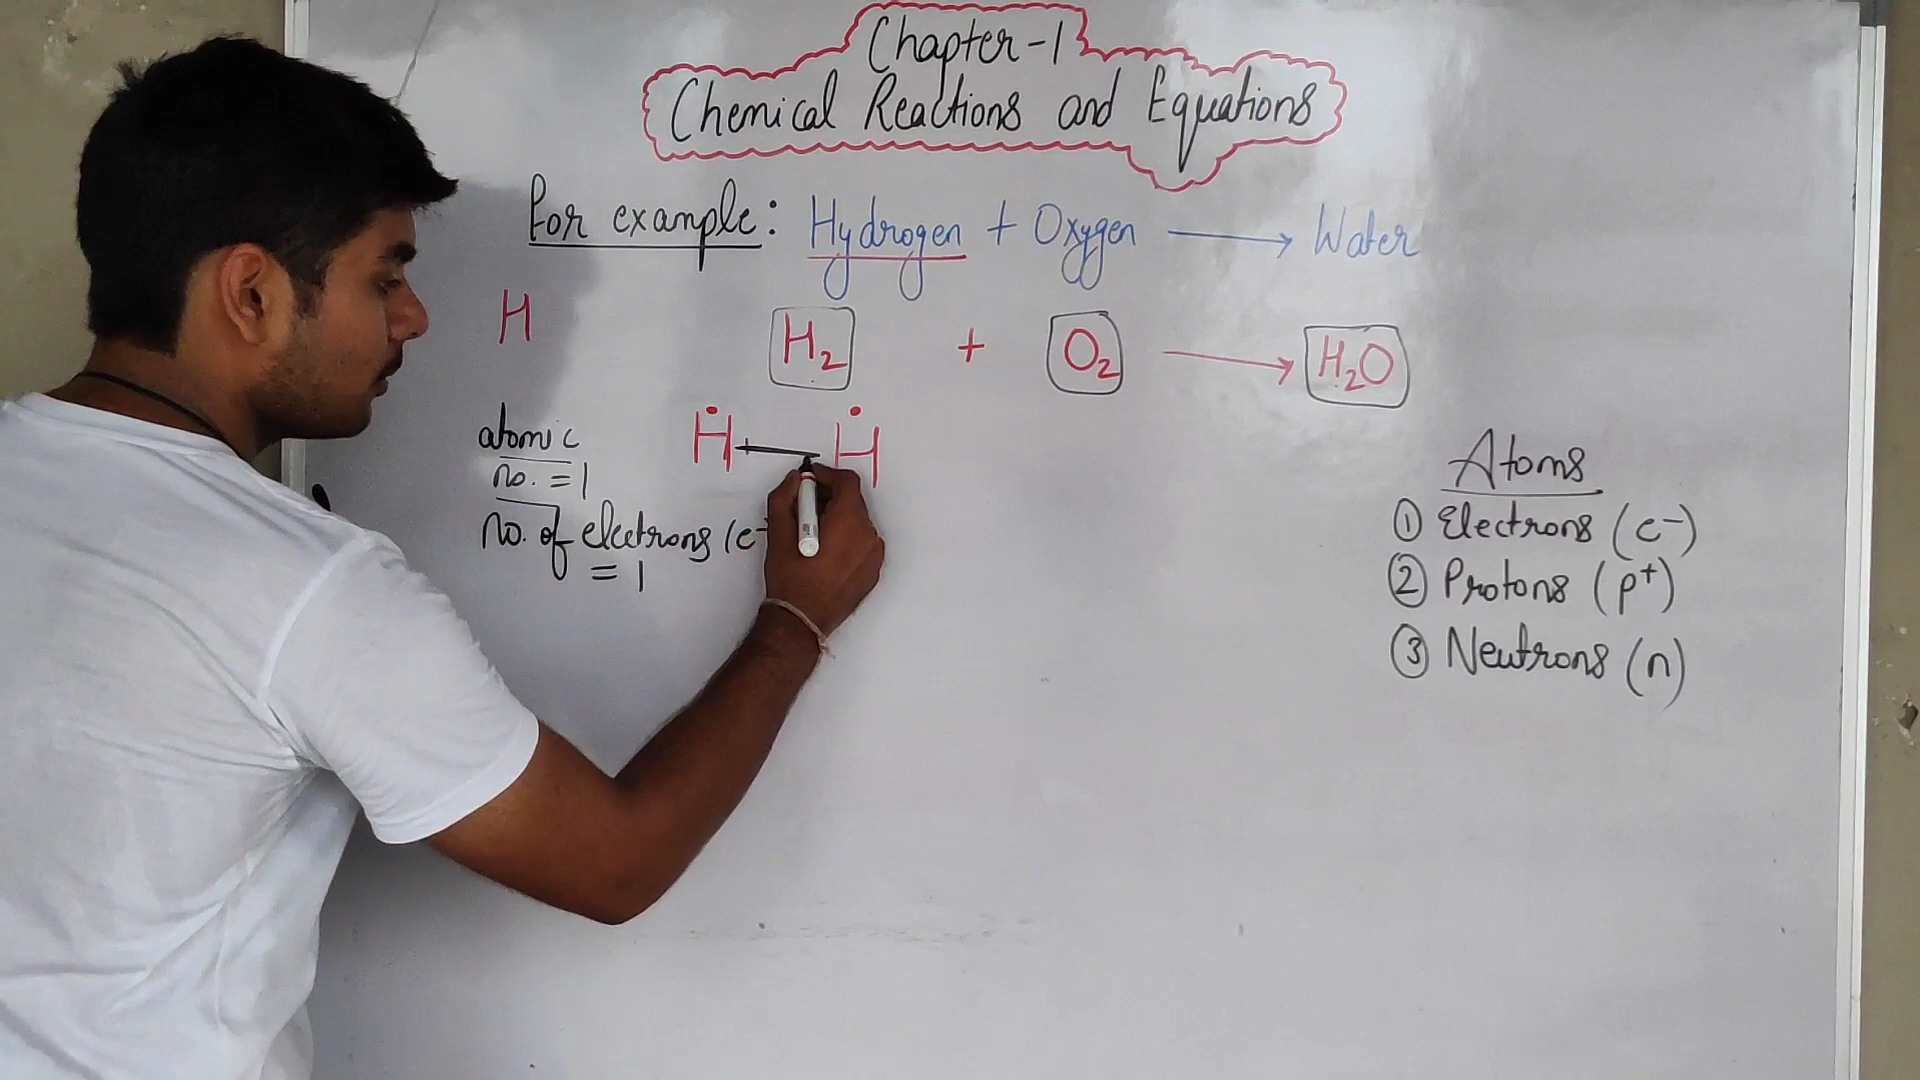 Chapter-1
Chemical Reactions and Equations
For example: Hydrogen + Oxygen → Water
H
H2 + O2 → H2O
atomic
no. = 1
H — H
no. of electrons (e-
= 1
Atoms
① Electrons (e-)
② Protons (p+)
③ Neutrons (n)